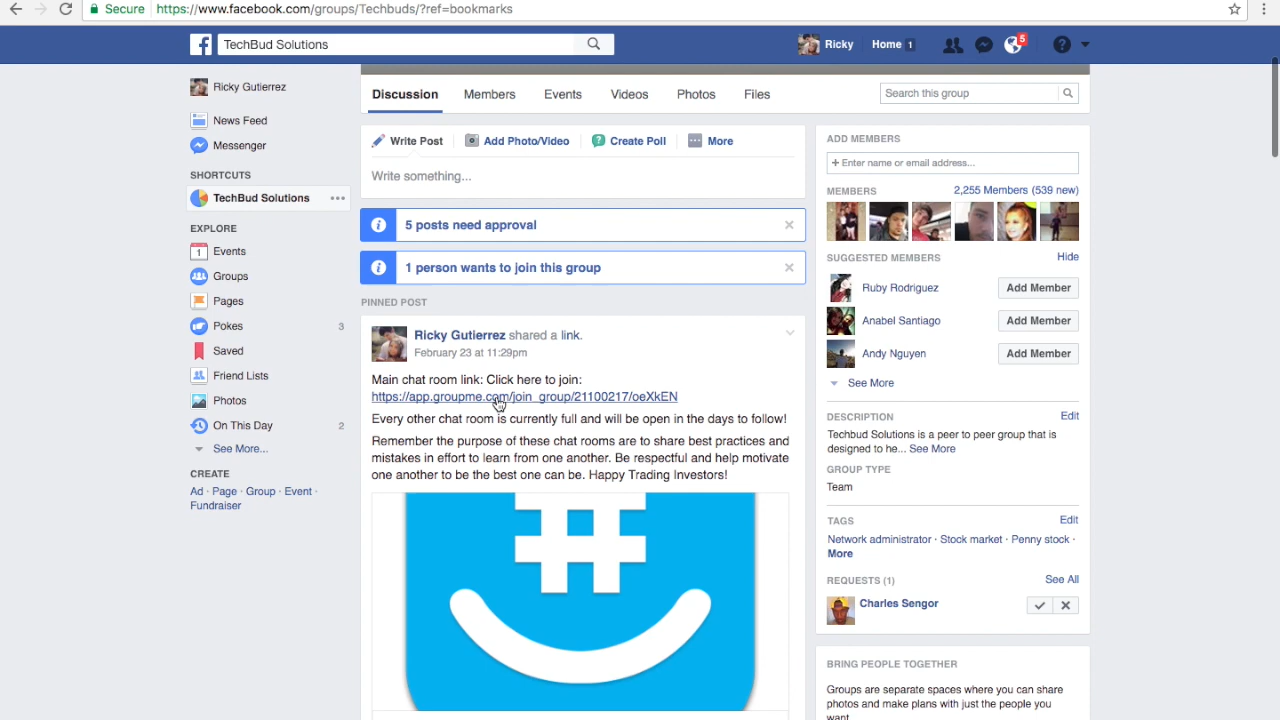 Secure https://www.facebook.com/groups/Techbuds/?ref=bookmarks
TechBud Solutions
Ricky
Home 1
5
Ricky Gutierrez
News Feed
Messenger
SHORTCUTS
TechBud Solutions
EXPLORE
1 Events
Groups
Pages
Pokes 3
Saved
Friend Lists
Photos
On This Day 2
See More...
CREATE
Ad · Page · Group · Event ·
Fundraiser
Discussion Members Events Videos Photos Files
Search this group
Write Post Add Photo/Video Create Poll More
Write something...
5 posts need approval
1 person wants to join this group
PINNED POST
Ricky Gutierrez shared a link.
February 23 at 11:29pm
Main chat room link: Click here to join:
https://app.groupme.com/join_group/21100217/oeXkEN
Every other chat room is currently full and will be open in the days to follow!
Remember the purpose of these chat rooms are to share best practices and
mistakes in effort to learn from one another. Be respectful and help motivate
one another to be the best one can be. Happy Trading Investors!
#
ADD MEMBERS
+ Enter name or email address...
MEMBERS 2,255 Members (539 new)
SUGGESTED MEMBERS Hide
Ruby Rodriguez Add Member
Anabel Santiago Add Member
Andy Nguyen Add Member
See More
DESCRIPTION Edit
Techbud Solutions is a peer to peer group that is
designed to he... See More
GROUP TYPE
Team
TAGS Edit
Network administrator · Stock market · Penny stock ·
More
REQUESTS (1) See All
Charles Sengor
BRING PEOPLE TOGETHER
Groups are separate spaces where you can share
photos and make plans with just the people you
want